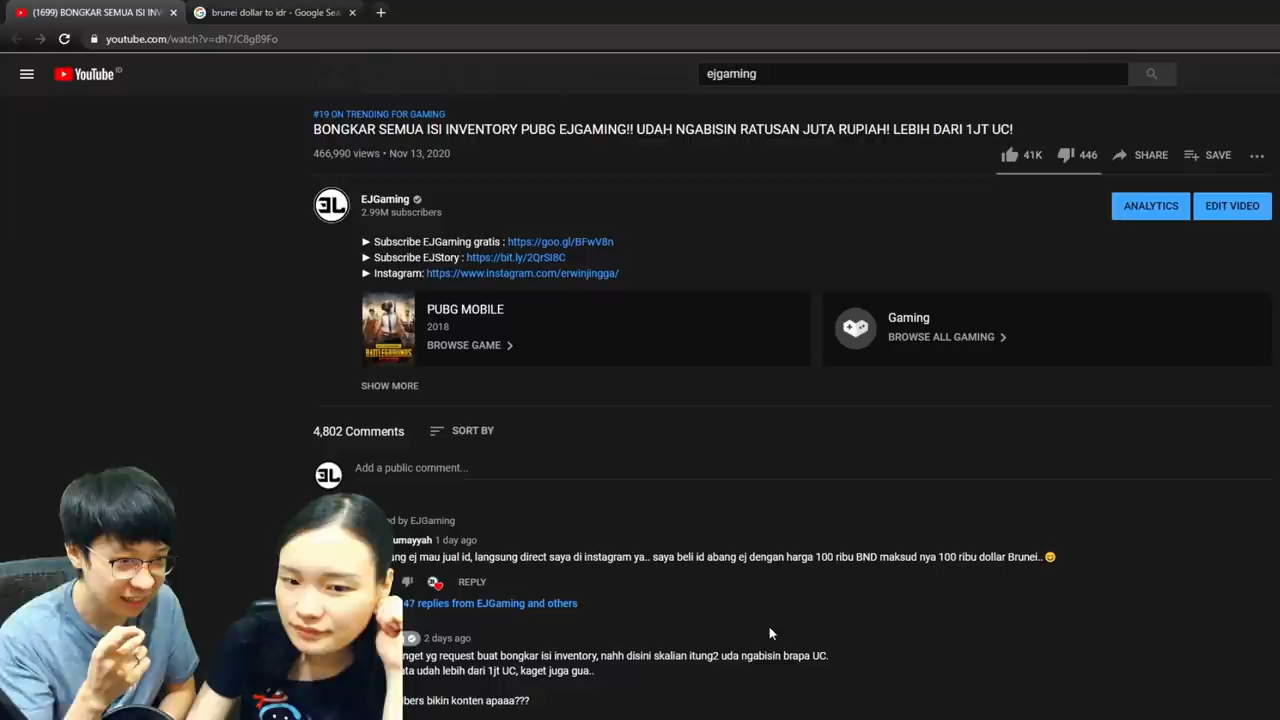 (1699) BONGKAR SEMUA ISI INV
brunei dollar to idr - Google Sea
youtube.com/watch?v=dh7JC8gB9Fo
YouTube ID
ejgaming
#19 ON TRENDING FOR GAMING
BONGKAR SEMUA ISI INVENTORY PUBG EJGAMING!! UDAH NGABISIN RATUSAN JUTA RUPIAH! LEBIH DARI 1JT UC!
466,990 views • Nov 13, 2020
41K 446 SHARE SAVE
EJGaming
2.99M subscribers
ANALYTICS EDIT VIDEO
► Subscribe EJGaming gratis : https://goo.gl/BFwV8n
► Subscribe EJStory : https://bit.ly/2QrSI8C
► Instagram: https://www.instagram.com/erwinjingga/
PUBG MOBILE
2018
BROWSE GAME
BATTLEGROUNDS
Gaming
BROWSE ALL GAMING
SHOW MORE
4,802 Comments SORT BY
Add a public comment...
ed by EJGaming
umayyah 1 day ago
ng ej mau jual id, langsung direct saya di instagram ya.. saya beli id abang ej dengan harga 100 ribu BND maksud nya 100 ribu dollar Brunei..
REPLY
47 replies from EJGaming and others
2 days ago
nget yg request buat bongkar isi inventory, nahh disini skalian itung2 uda ngabisin brapa UC.
ata udah lebih dari 1jt UC, kaget juga gua..
bers bikin konten apaaa???